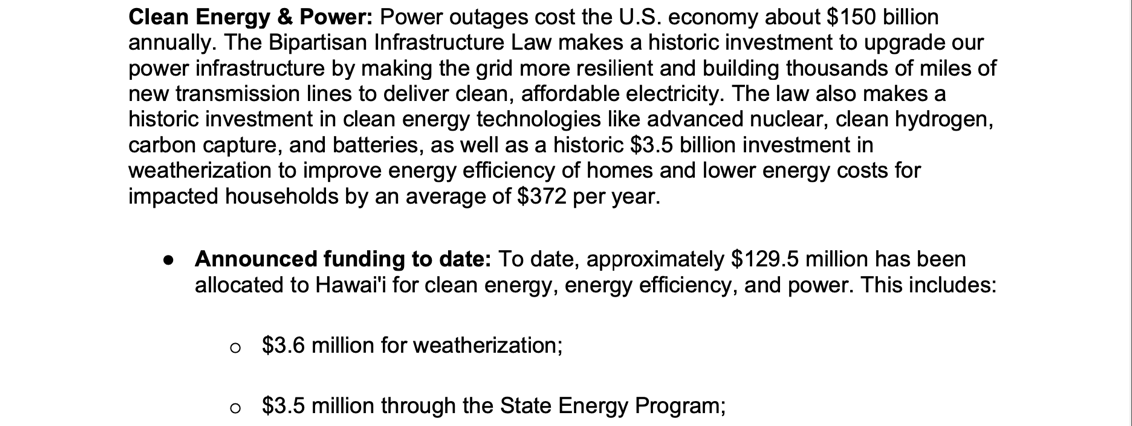 Clean Energy & Power: Power outages cost the U.S. economy about $150 billion
annually. The Bipartisan Infrastructure Law makes a historic investment to upgrade our
power infrastructure by making the grid more resilient and building thousands of miles of
new transmission lines to deliver clean, affordable electricity. The law also makes a
historic investment in clean energy technologies like advanced nuclear, clean hydrogen,
carbon capture, and batteries, as well as a historic $3.5 billion investment in
weatherization to improve energy efficiency of homes and lower energy costs for
impacted households by an average of $372 per year.
● Announced funding to date: To date, approximately $129.5 million has been
allocated to Hawai'i for clean energy, energy efficiency, and power. This includes:
○ $3.6 million for weatherization;
○ $3.5 million through the State Energy Program;